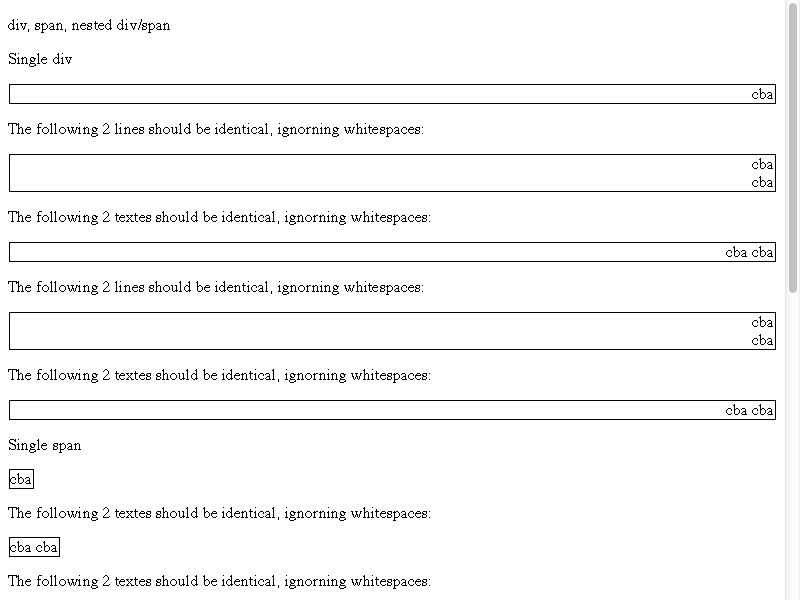 div, span, nested div/span
Single div
cba
The following 2 lines should be identical, ignorning whitespaces:
cba
cba
The following 2 textes should be identical, ignorning whitespaces:
cba cba
The following 2 lines should be identical, ignorning whitespaces:
cba
cba
The following 2 textes should be identical, ignorning whitespaces:
cba cba
Single span
cba
The following 2 textes should be identical, ignorning whitespaces:
cba cba
The following 2 textes should be identical, ignorning whitespaces: